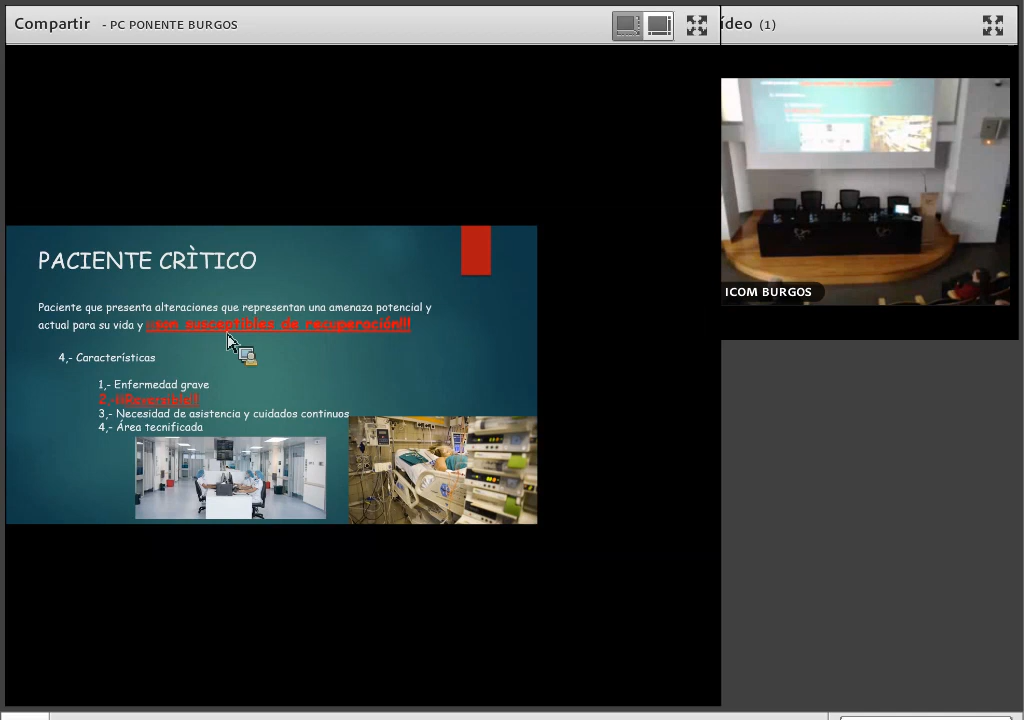 Compartir - PC PONENTE BURGOS
ídeo (1)
PACIENTE CRÌTICO
Paciente que presenta alteraciones que representan una amenaza potencial y
actual para su vida y ¡¡¡son susceptibles de recuperación!!!
4,- Características
1,- Enfermedad grave
2,-¡¡¡Reversible!!!
3,- Necesidad de asistencia y cuidados continuos
4,- Área tecnificada
ICOM BURGOS